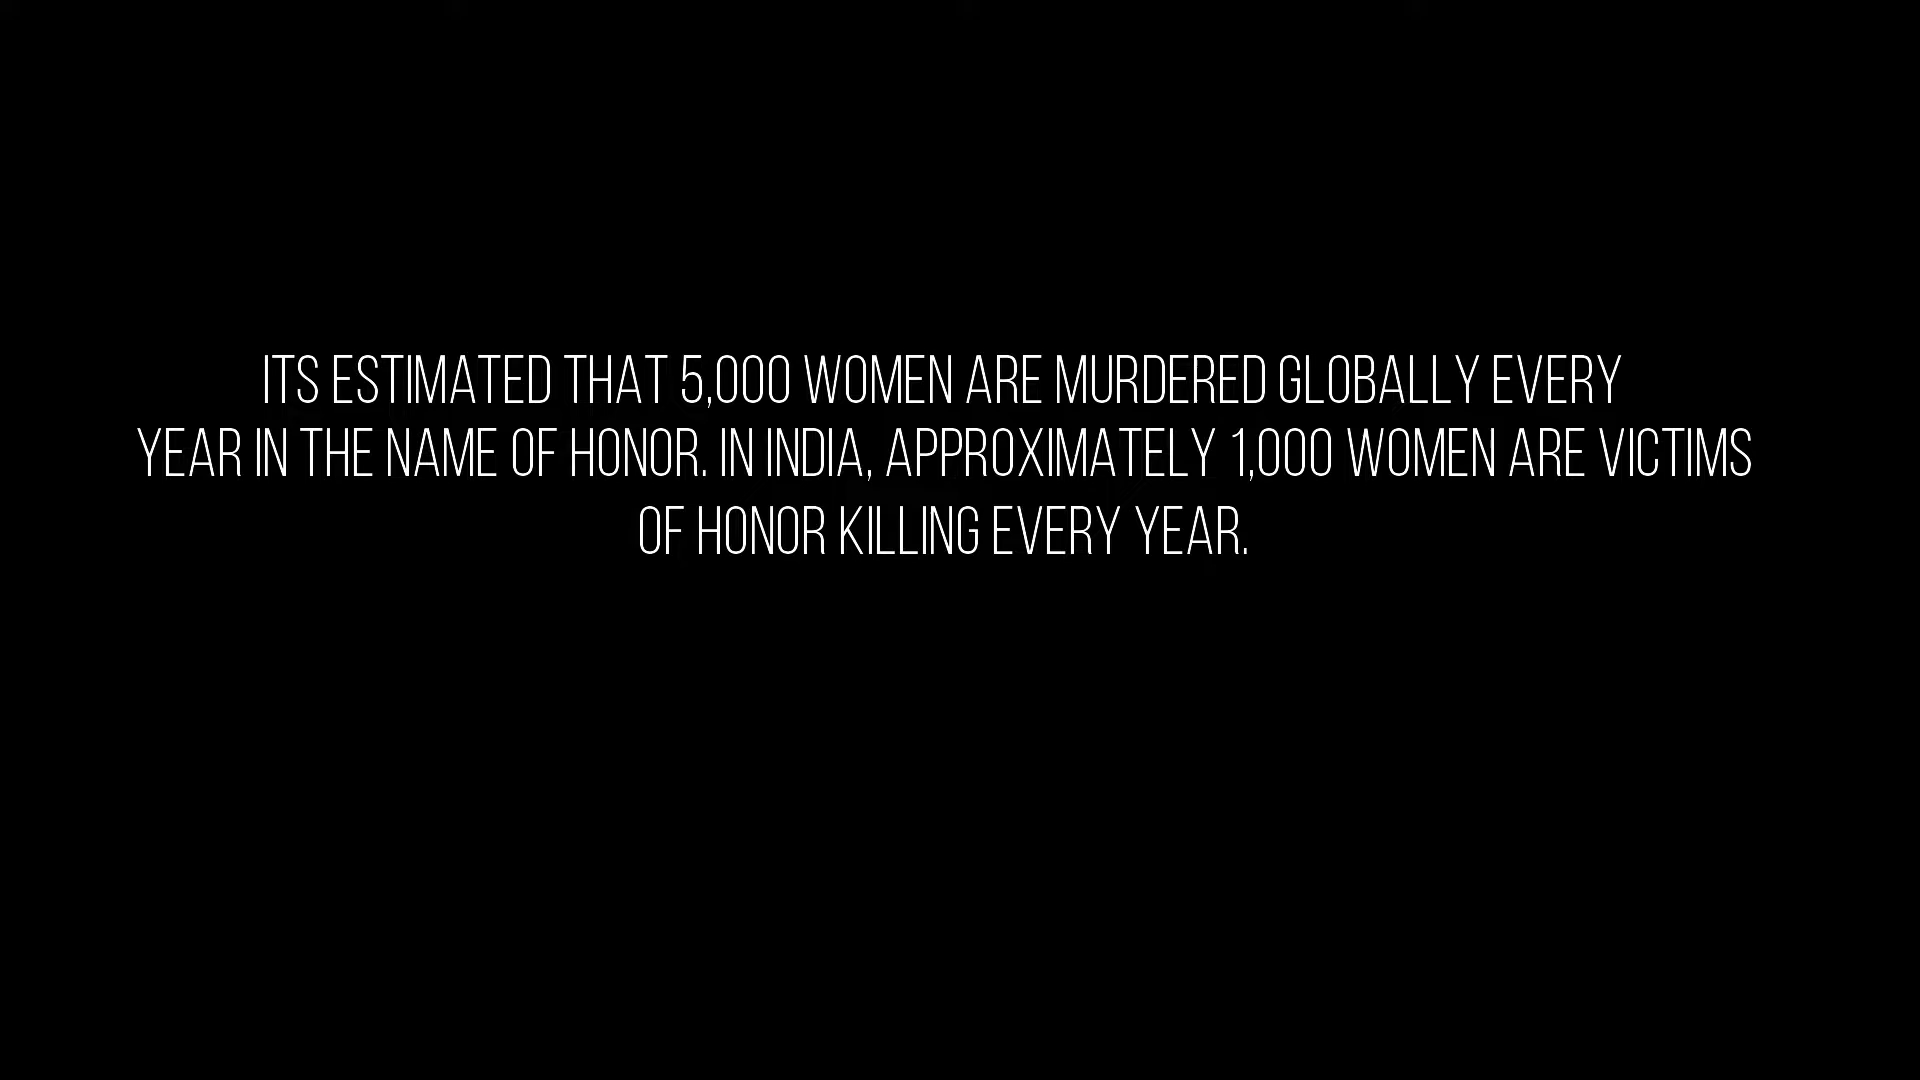 ITS ESTIMATED THAT 5,000 WOMEN ARE MURDERED GLOBALLY EVERY
YEAR IN THE NAME OF HONOR. IN INDIA, APPROXIMATELY 1,000 WOMEN ARE VICTIMS
OF HONOR KILLING EVERY YEAR.